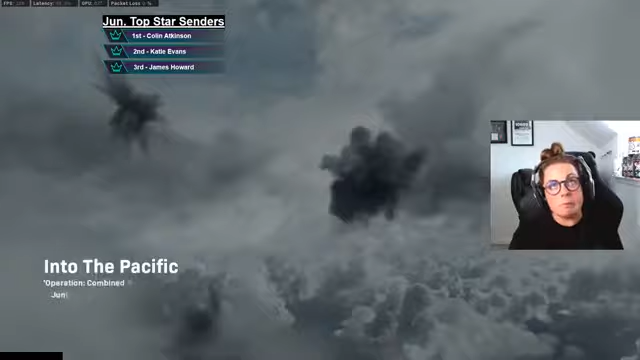 Jun. Top Star Senders
1st - Colin Atkinson
2nd - Katie Evans
3rd - James Howard
Into The Pacific
'Operation: Combined
Jun